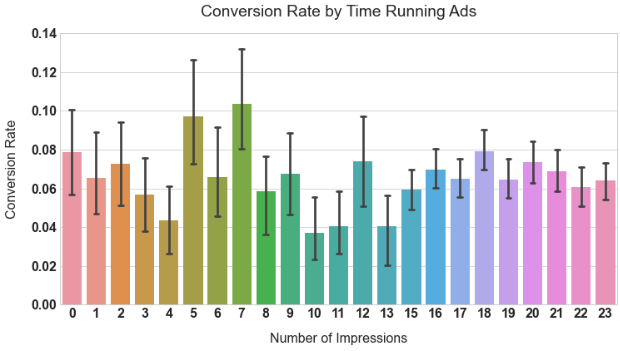 Conversion Rate by Time Running Ads
0.14
0.12
0.10
0.08
0.06
0.04
0.02
0.00
Conversion Rate
0 1 2 3 4 5 6 7 8 9 10 11 12 13 15 16 17 18 19 20 21 22 23
Number of Impressions